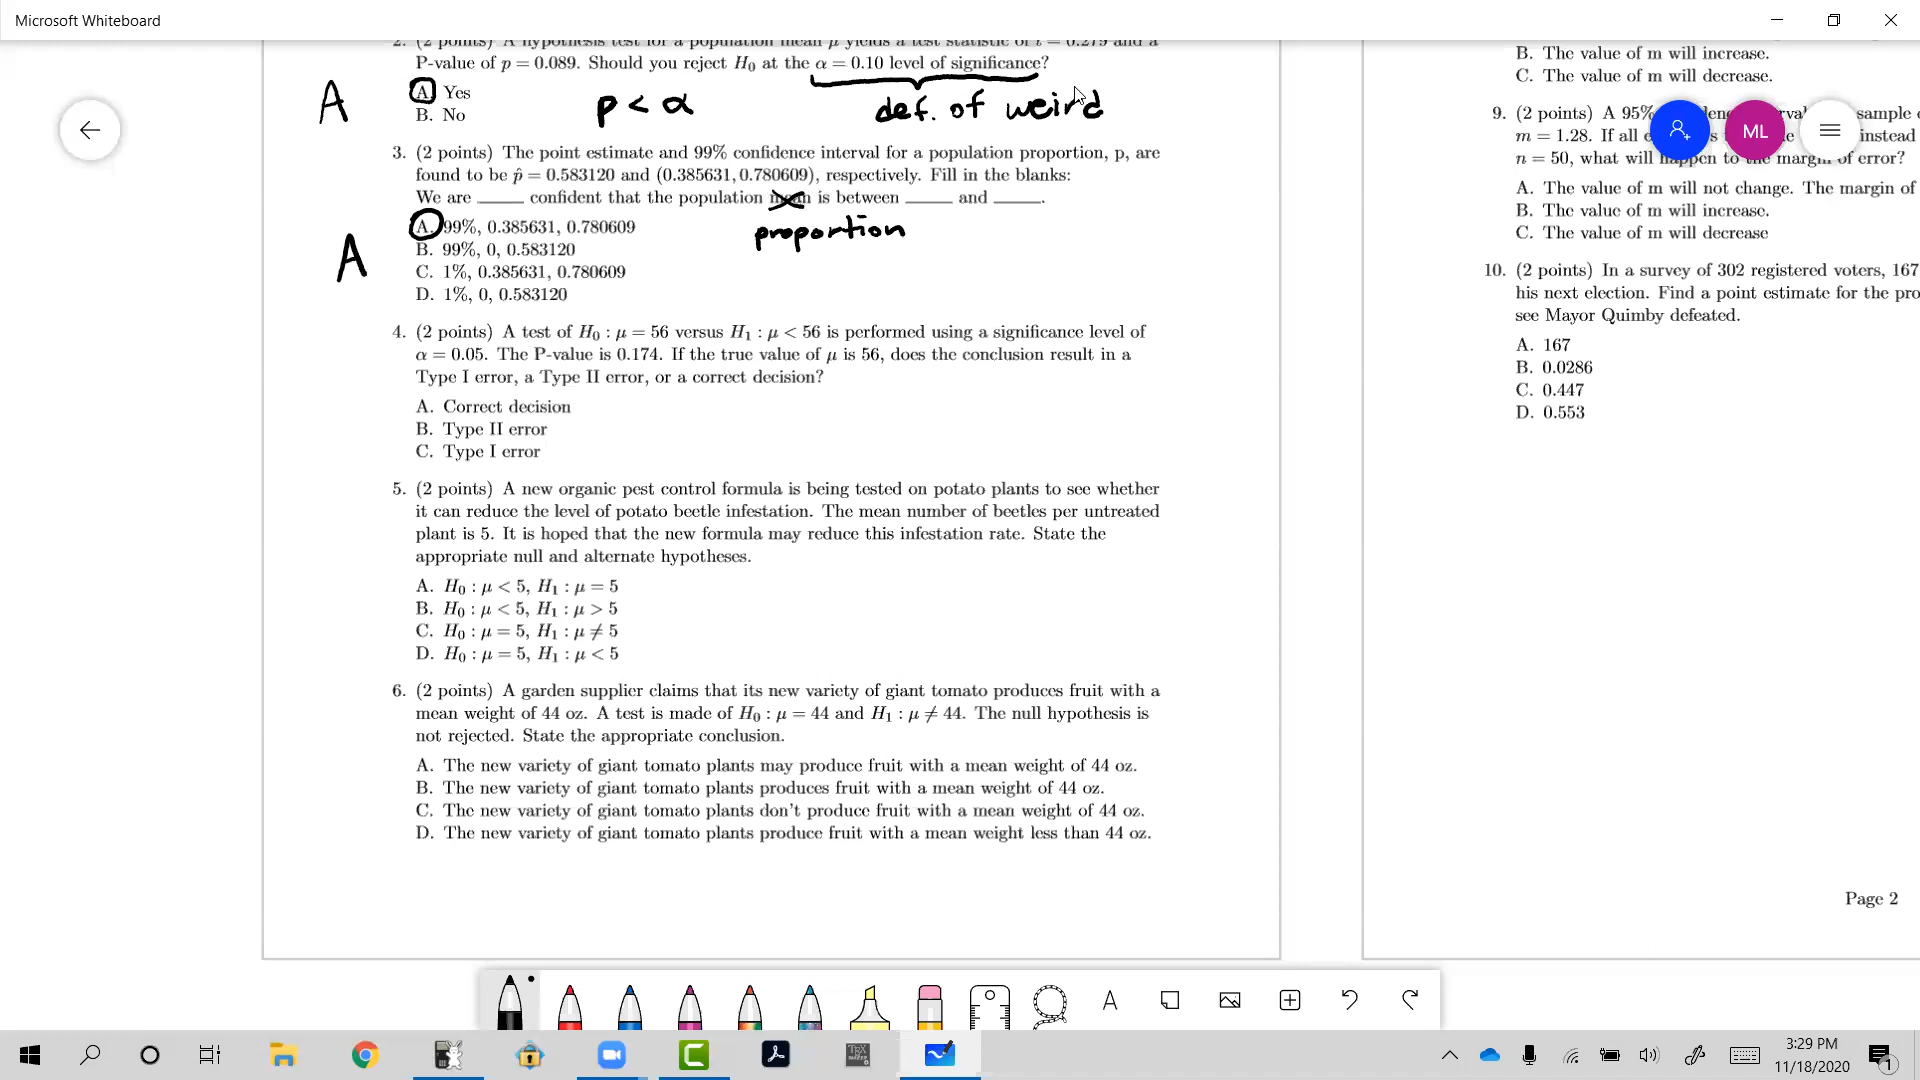 Microsoft Whiteboard
2. (2 points) A hypothesis test for a population mean μ yields a test statistic of t = 0.279 and a
P-value of p = 0.089. Should you reject H₀ at the α = 0.10 level of significance?
A A. Yes
B. No
p < α
def. of weird
3. (2 points) The point estimate and 99% confidence interval for a population proportion, p, are
found to be p̂ = 0.583120 and (0.385631, 0.780609), respectively. Fill in the blanks:
We are _____ confident that the population mean is between _____ and _____.
proportion
A A. 99%, 0.385631, 0.780609
B. 99%, 0, 0.583120
C. 1%, 0.385631, 0.780609
D. 1%, 0, 0.583120
4. (2 points) A test of H₀ : μ = 56 versus H₁ : μ < 56 is performed using a significance level of
α = 0.05. The P-value is 0.174. If the true value of μ is 56, does the conclusion result in a
Type I error, a Type II error, or a correct decision?
A. Correct decision
B. Type II error
C. Type I error
5. (2 points) A new organic pest control formula is being tested on potato plants to see whether
it can reduce the level of potato beetle infestation. The mean number of beetles per untreated
plant is 5. It is hoped that the new formula may reduce this infestation rate. State the
appropriate null and alternate hypotheses.
A. H₀ : μ < 5, H₁ : μ = 5
B. H₀ : μ < 5, H₁ : μ > 5
C. H₀ : μ = 5, H₁ : μ ≠ 5
D. H₀ : μ = 5, H₁ : μ < 5
6. (2 points) A garden supplier claims that its new variety of giant tomato produces fruit with a
mean weight of 44 oz. A test is made of H₀ : μ = 44 and H₁ : μ ≠ 44. The null hypothesis is
not rejected. State the appropriate conclusion.
A. The new variety of giant tomato plants may produce fruit with a mean weight of 44 oz.
B. The new variety of giant tomato plants produces fruit with a mean weight of 44 oz.
C. The new variety of giant tomato plants don't produce fruit with a mean weight of 44 oz.
D. The new variety of giant tomato plants produce fruit with a mean weight less than 44 oz.
B. The value of m will increase.
C. The value of m will decrease.
9. (2 points) A 95% sample
m = 1.28. If all instead
n = 50, what will happen to the margin of error?
ML
A. The value of m will not change. The margin of
B. The value of m will increase.
C. The value of m will decrease
10. (2 points) In a survey of 302 registered voters, 167
his next election. Find a point estimate for the pro
see Mayor Quimby defeated.
A. 167
B. 0.0286
C. 0.447
D. 0.553
Page 2
3:29 PM
11/18/2020
1